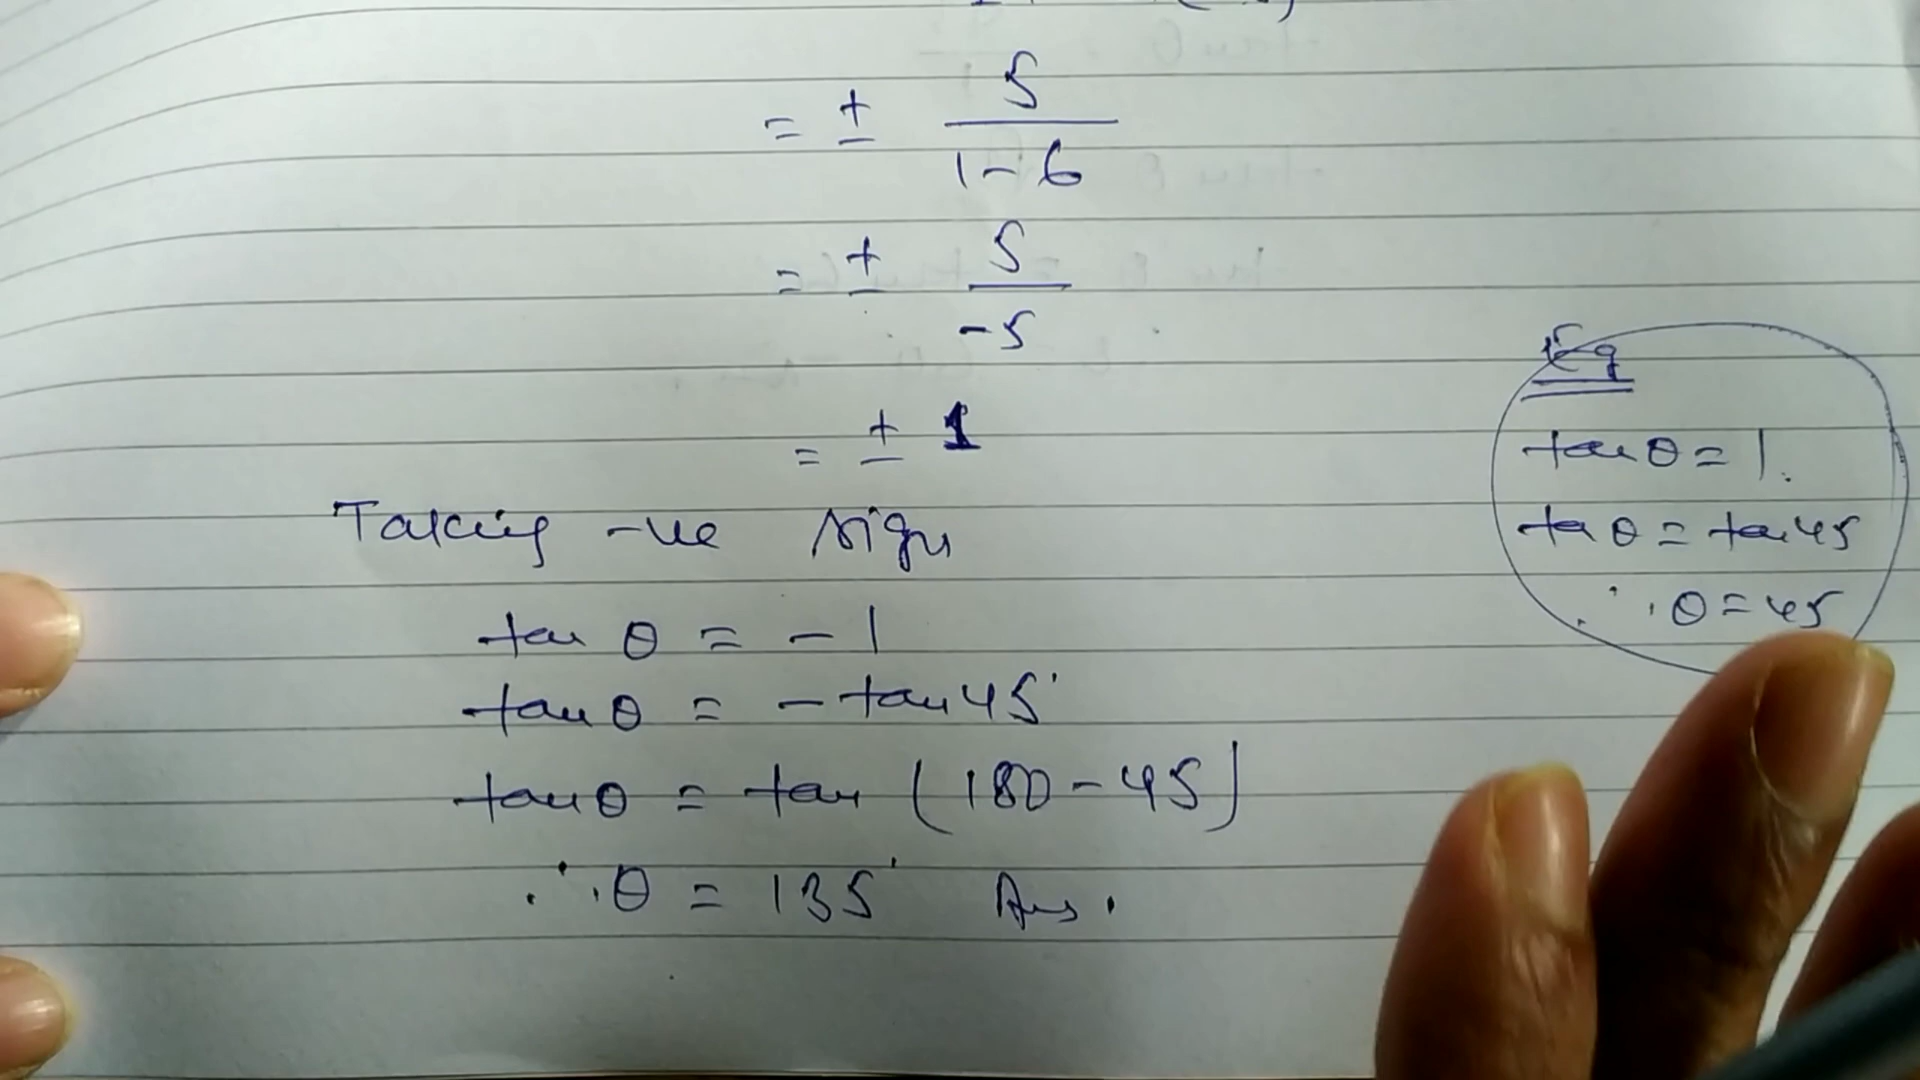 = ± 5/(1-6)
= ± 5/-5
= ± 1
Taking -ve sign
tan θ = -1
tan θ = - tan 45°
tan θ = tan (180-45)
∴ θ = 135° Ans.
Eg
tan θ = 1.
tan θ = tan 45
∴ θ = 45